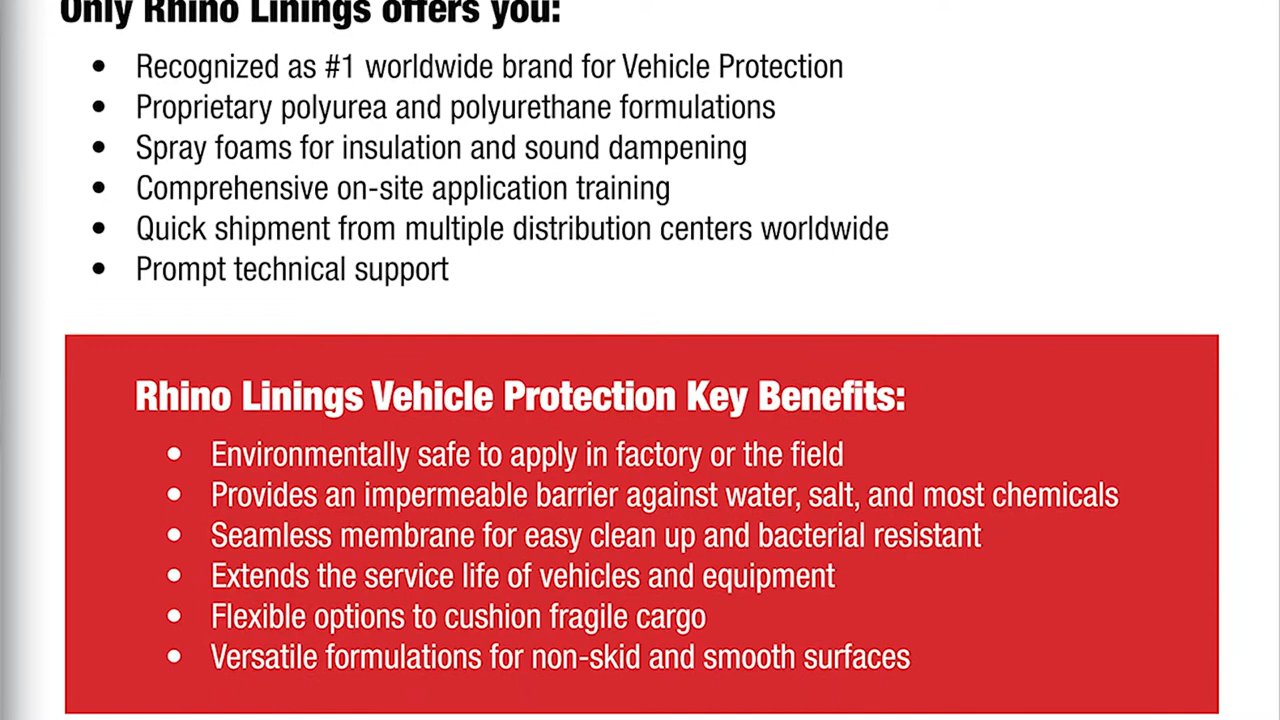 Only Rhino Linings offers you:
• Recognized as #1 worldwide brand for Vehicle Protection
• Proprietary polyurea and polyurethane formulations
• Spray foams for insulation and sound dampening
• Comprehensive on-site application training
• Quick shipment from multiple distribution centers worldwide
• Prompt technical support
Rhino Linings Vehicle Protection Key Benefits:
• Environmentally safe to apply in factory or the field
• Provides an impermeable barrier against water, salt, and most chemicals
• Seamless membrane for easy clean up and bacterial resistant
• Extends the service life of vehicles and equipment
• Flexible options to cushion fragile cargo
• Versatile formulations for non-skid and smooth surfaces